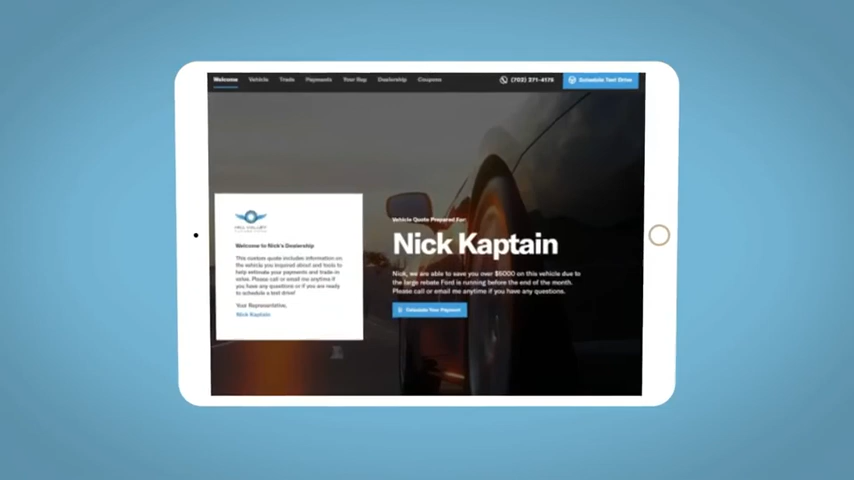 Welcome Vehicle Trade Payments Your Rep Dealership Coupons (702) 271-4176 Schedule Test Drive
Welcome to Nick's Dealership
This custom quote includes information on
the vehicle you inquired about and tools to
help estimate your payments and trade-in
value. Please call or email me anytime if
you have any questions or if you are ready
to schedule a test drive!
Your Representative,
Nick Kaptain
Vehicle Quote Prepared For:
Nick Kaptain
Nick, we are able to save you over $6000 on this vehicle due to
the large rebate Ford is running before the end of the month.
Please call or email me anytime if you have any questions.
Calculate Your Payment